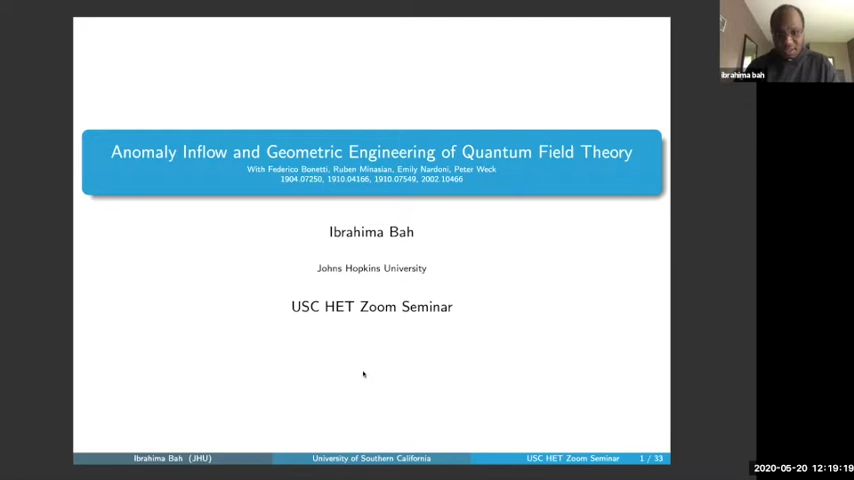 Anomaly Inflow and Geometric Engineering of Quantum Field Theory
With Federico Bonetti, Ruben Minasian, Emily Nardoni, Peter Weck
1904.07250, 1910.04166, 1910.07549, 2002.10466
Ibrahima Bah
Johns Hopkins University
USC HET Zoom Seminar
Ibrahima Bah (JHU) University of Southern California USC HET Zoom Seminar 1 / 33
ibrahima bah
2020-05-20 12:19:19